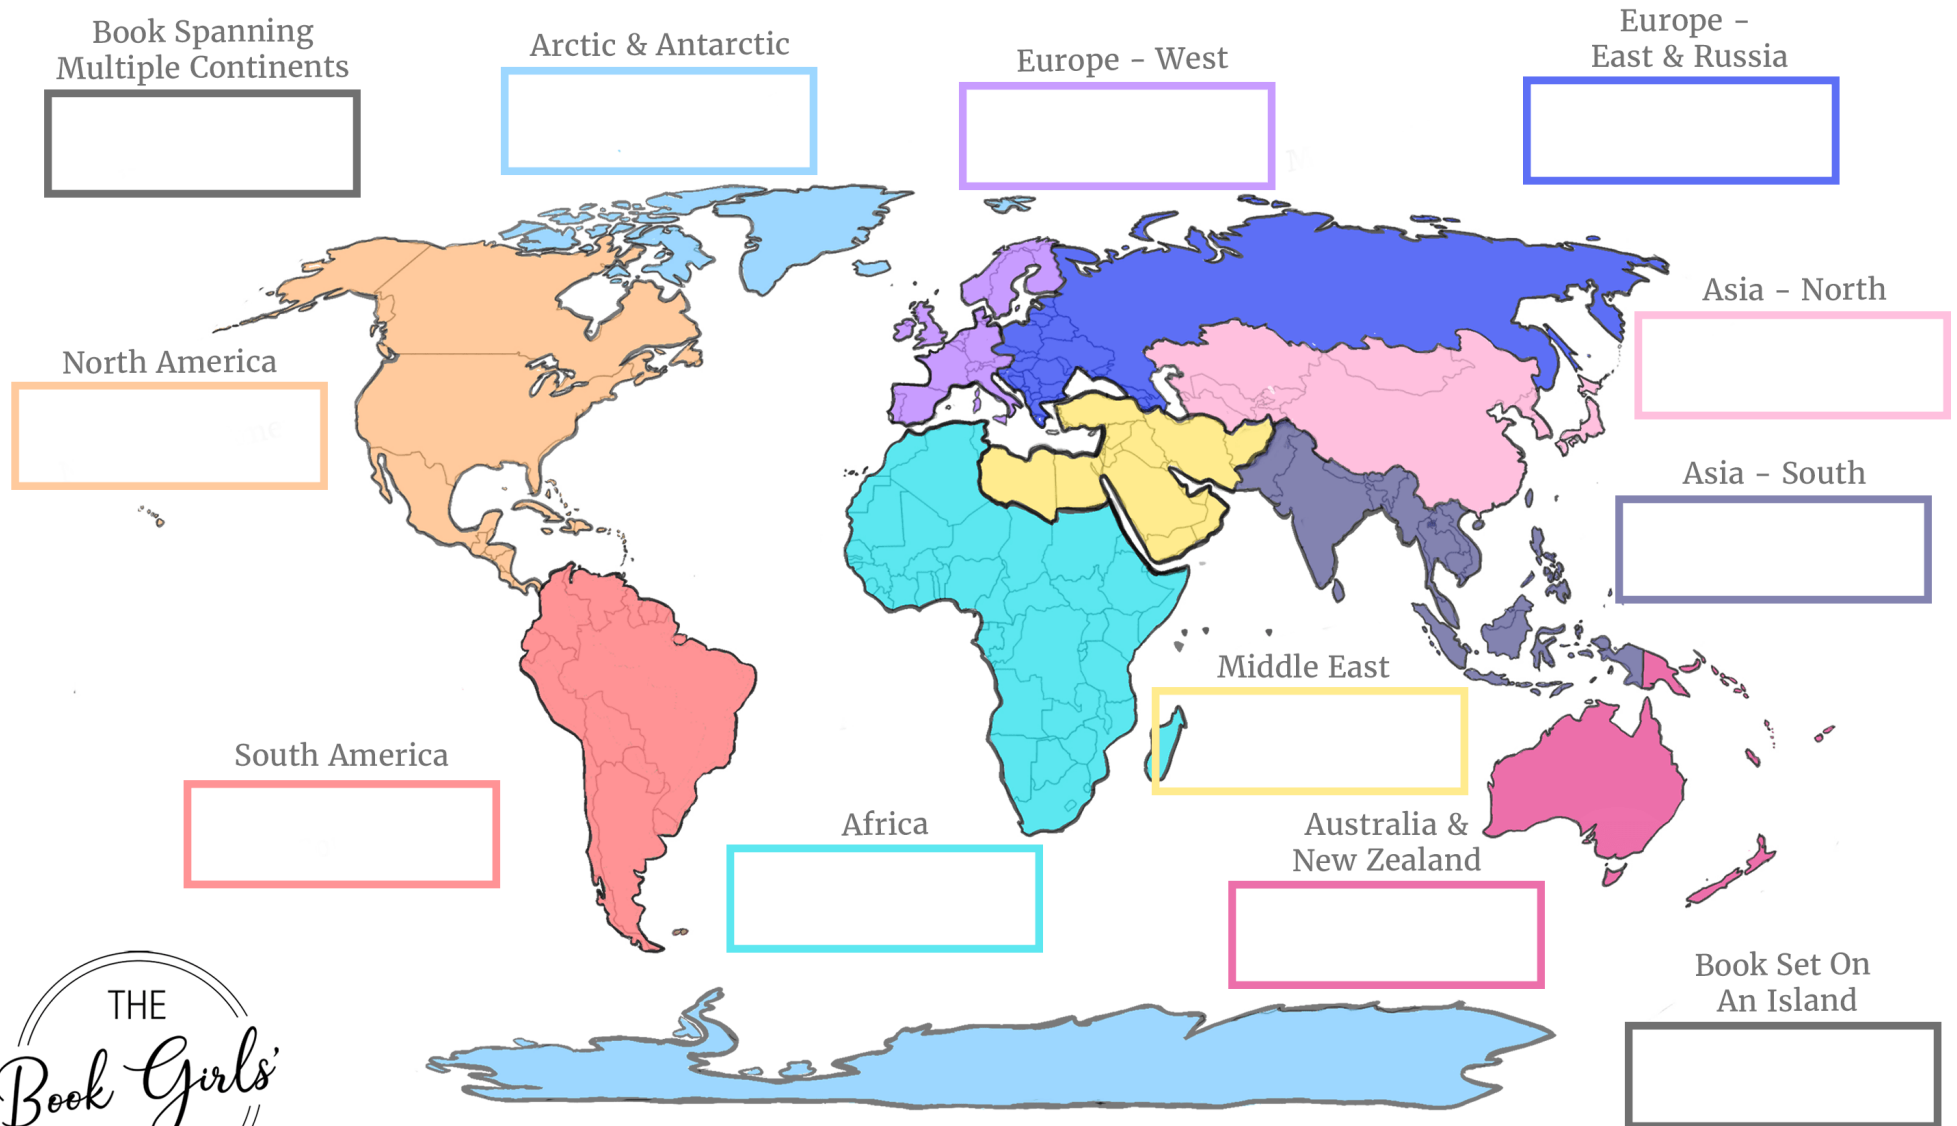 Book Spanning
Multiple Continents
Arctic & Antarctic
Europe - West
Europe -
East & Russia
Asia - North
North America
Asia - South
Middle East
South America
Africa
Australia &
New Zealand
Book Set On
An Island
THE
Book Girls'